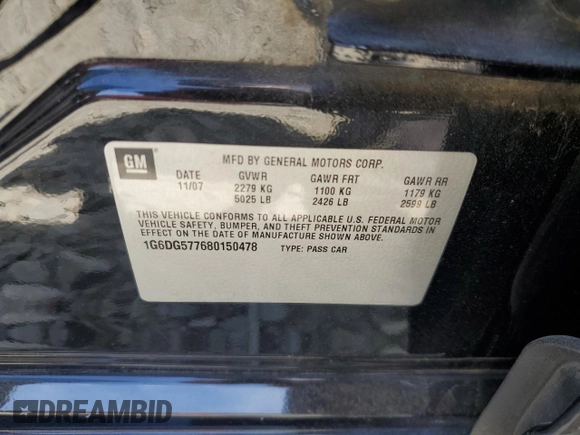 GM
MFD BY GENERAL MOTORS CORP.
DATE GVWR GAWR FRT GAWR RR
11/07 2279 KG 1100 KG 1179 KG
5025 LB 2426 LB 2599 LB
THIS VEHICLE CONFORMS TO ALL APPLICABLE U.S. FEDERAL MOTOR
VEHICLE SAFETY, BUMPER, AND THEFT PREVENTION STANDARDS
IN EFFECT ON THE DATE OF MANUFACTURE SHOWN ABOVE.
1G6DG577680150478 TYPE: PASS CAR
DREAMBID